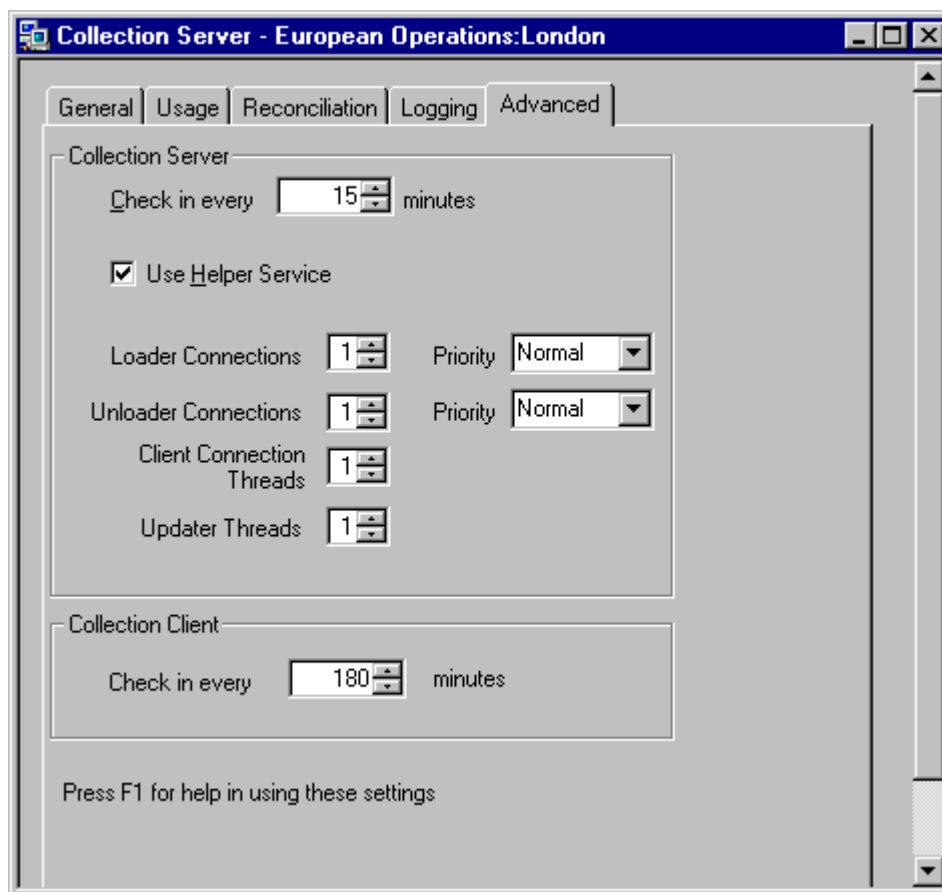 Collection Server - European Operations:London
General Usage Reconciliation Logging Advanced
Collection Server
Check in every 15 minutes
Use Helper Service
Loader Connections 1 Priority Normal
Unloader Connections 1 Priority Normal
Client Connection
Threads 1
Updater Threads 1
Collection Client
Check in every 180 minutes
Press F1 for help in using these settings